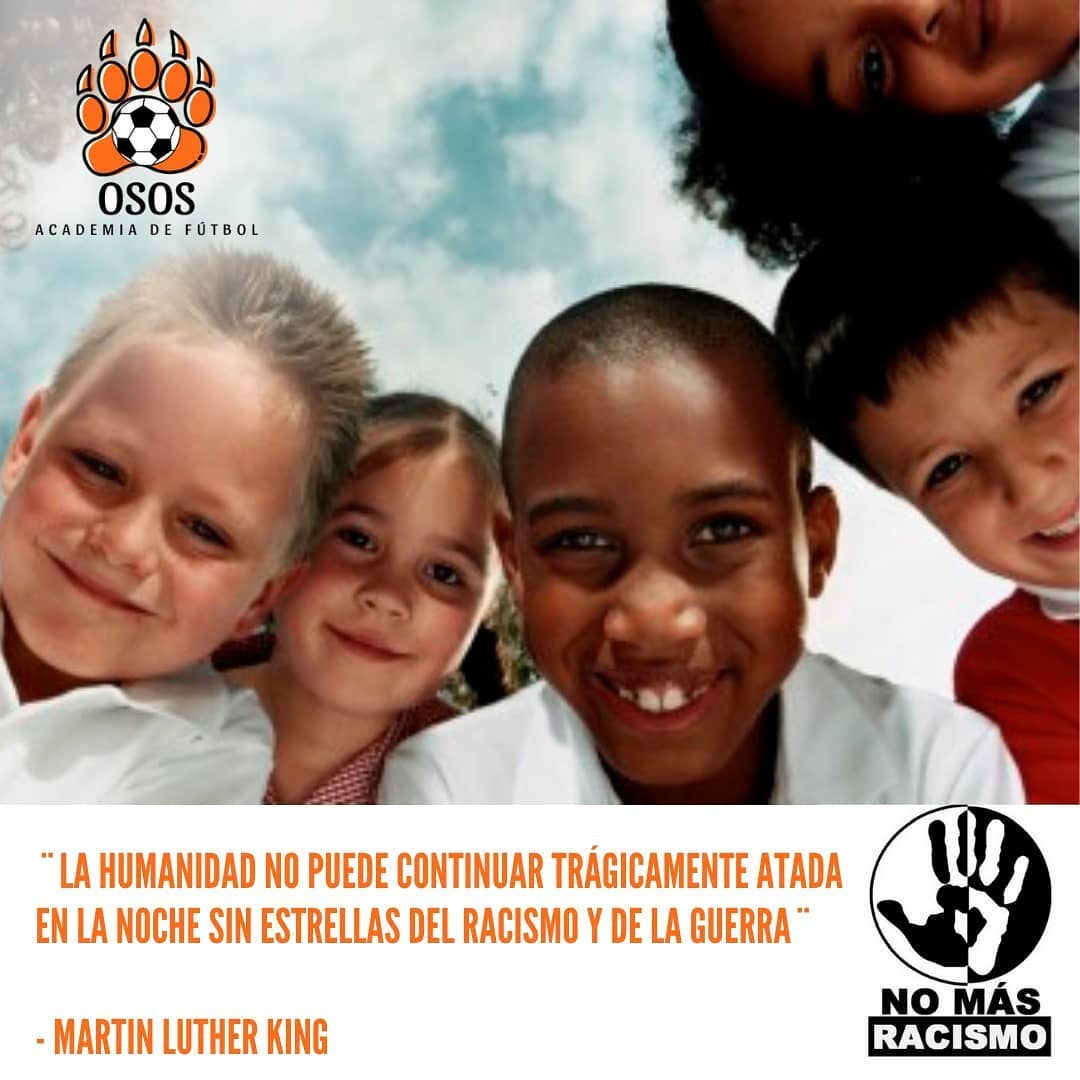 OSOS
ACADEMIA DE FÚTBOL
¨ LA HUMANIDAD NO PUEDE CONTINUAR TRÁGICAMENTE ATADA
EN LA NOCHE SIN ESTRELLAS DEL RACISMO Y DE LA GUERRA ¨
- MARTIN LUTHER KING
NO MÁS
RACISMO